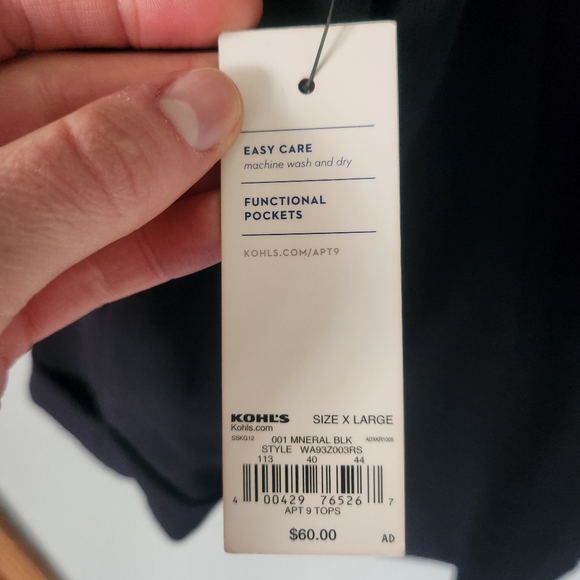 EASY CARE
machine wash and dry
FUNCTIONAL
POCKETS
KOHLS.COM/APT9
KOHL'S SIZE X LARGE
Kohls.com
SSKG12 001 MNERAL BLK
STYLE WA93Z003RS
113 40 44
4 00429 76526 7
APT 9 TOPS
$60.00 AD